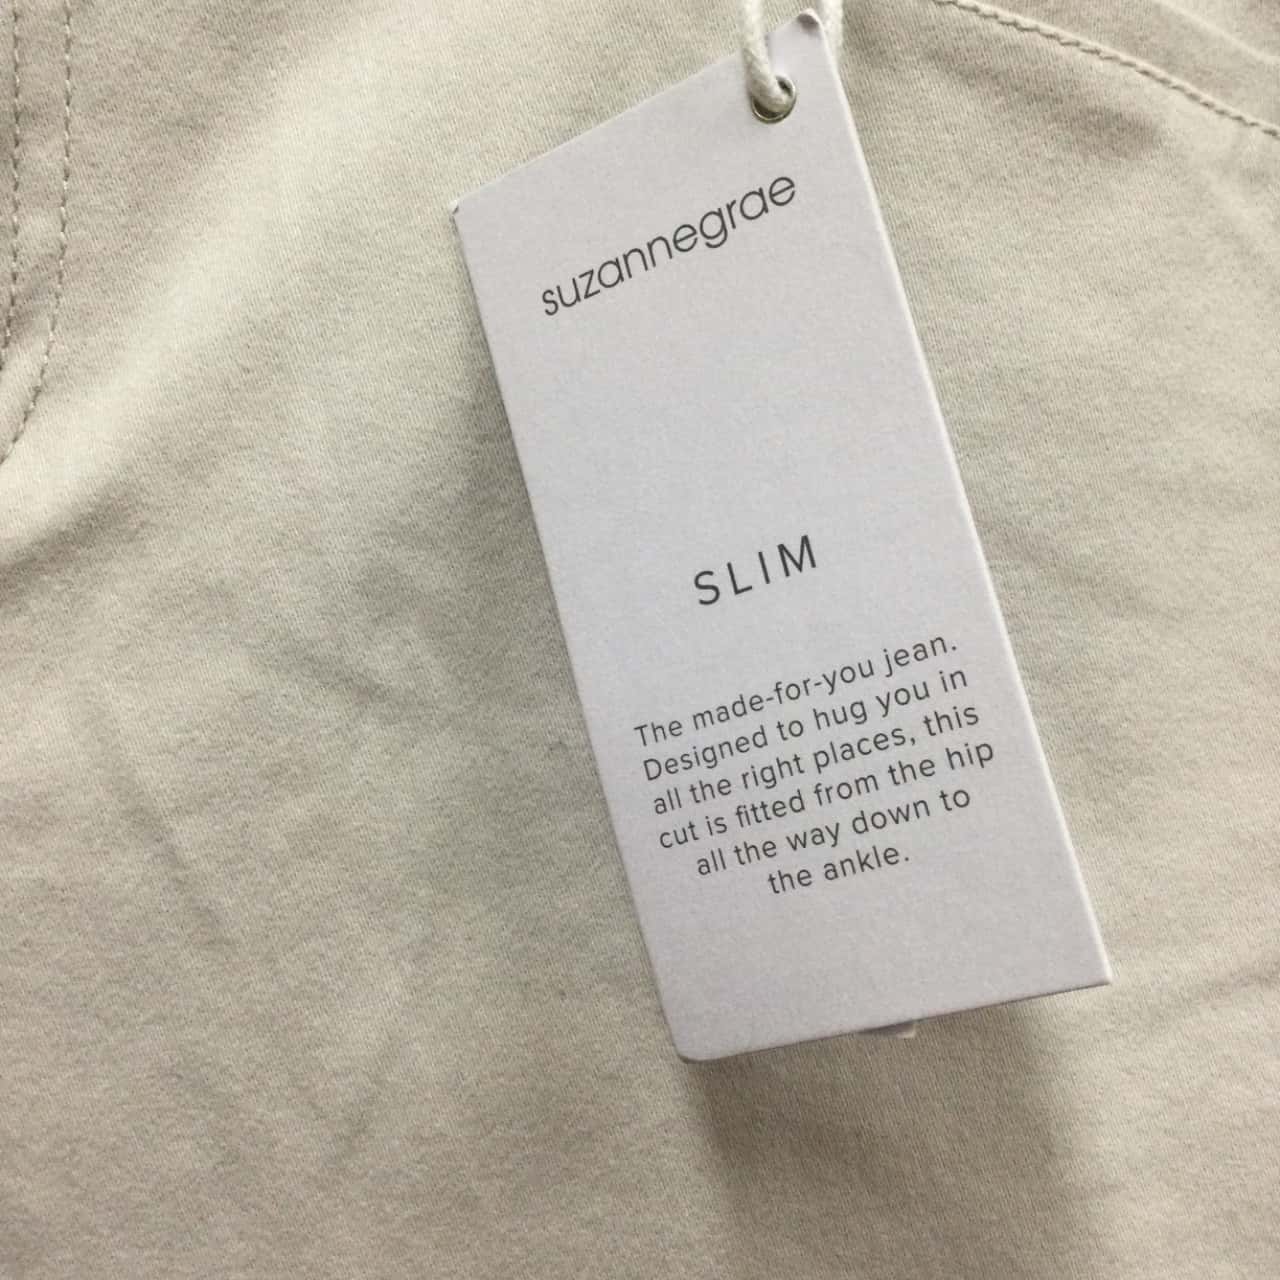 suzannegrae
SLIM
The made-for-you jean.
Designed to hug you in
all the right places, this
cut is fitted from the hip
all the way down to
the ankle.